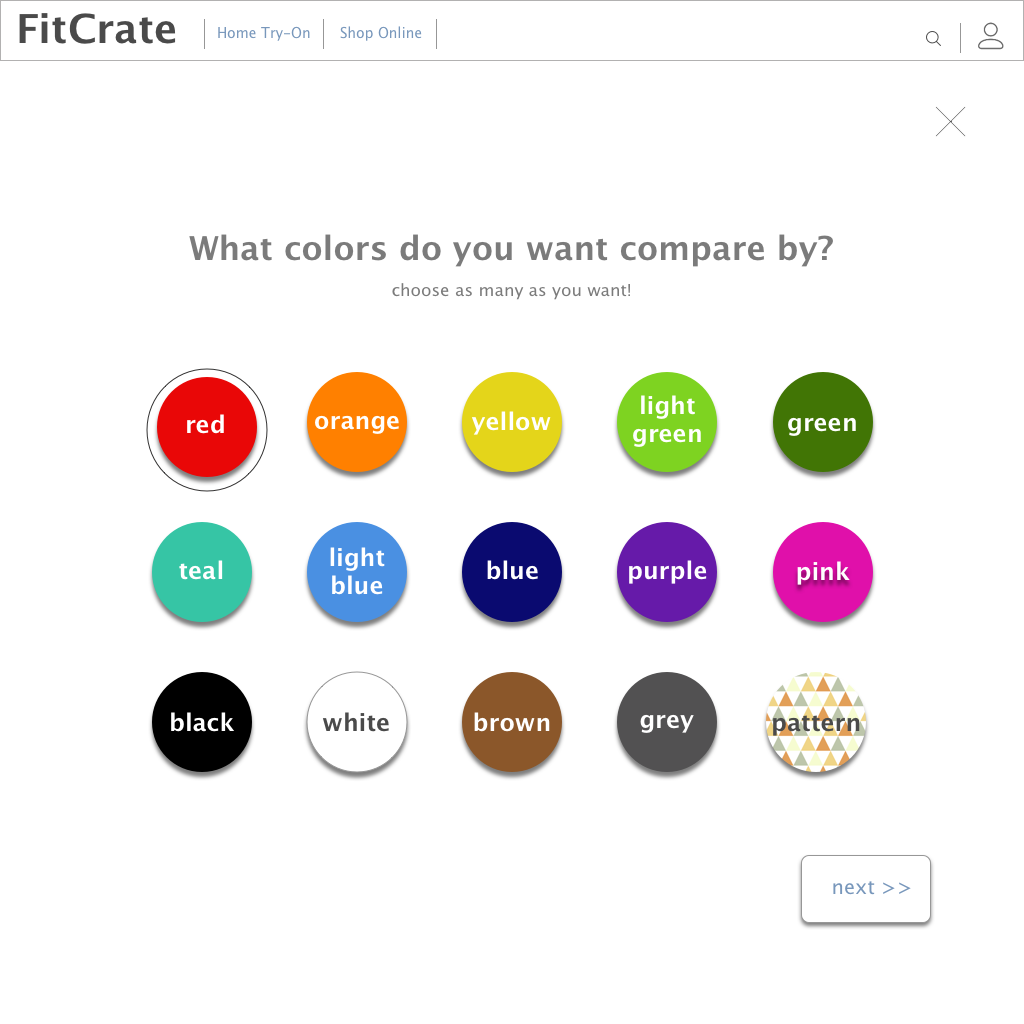 FitCrate
Home Try-On
Shop Online
What colors do you want compare by?
choose as many as you want!
red
orange
yellow
light
green
green
teal
light
blue
blue
purple
pink
black
white
brown
grey
pattern
next >>